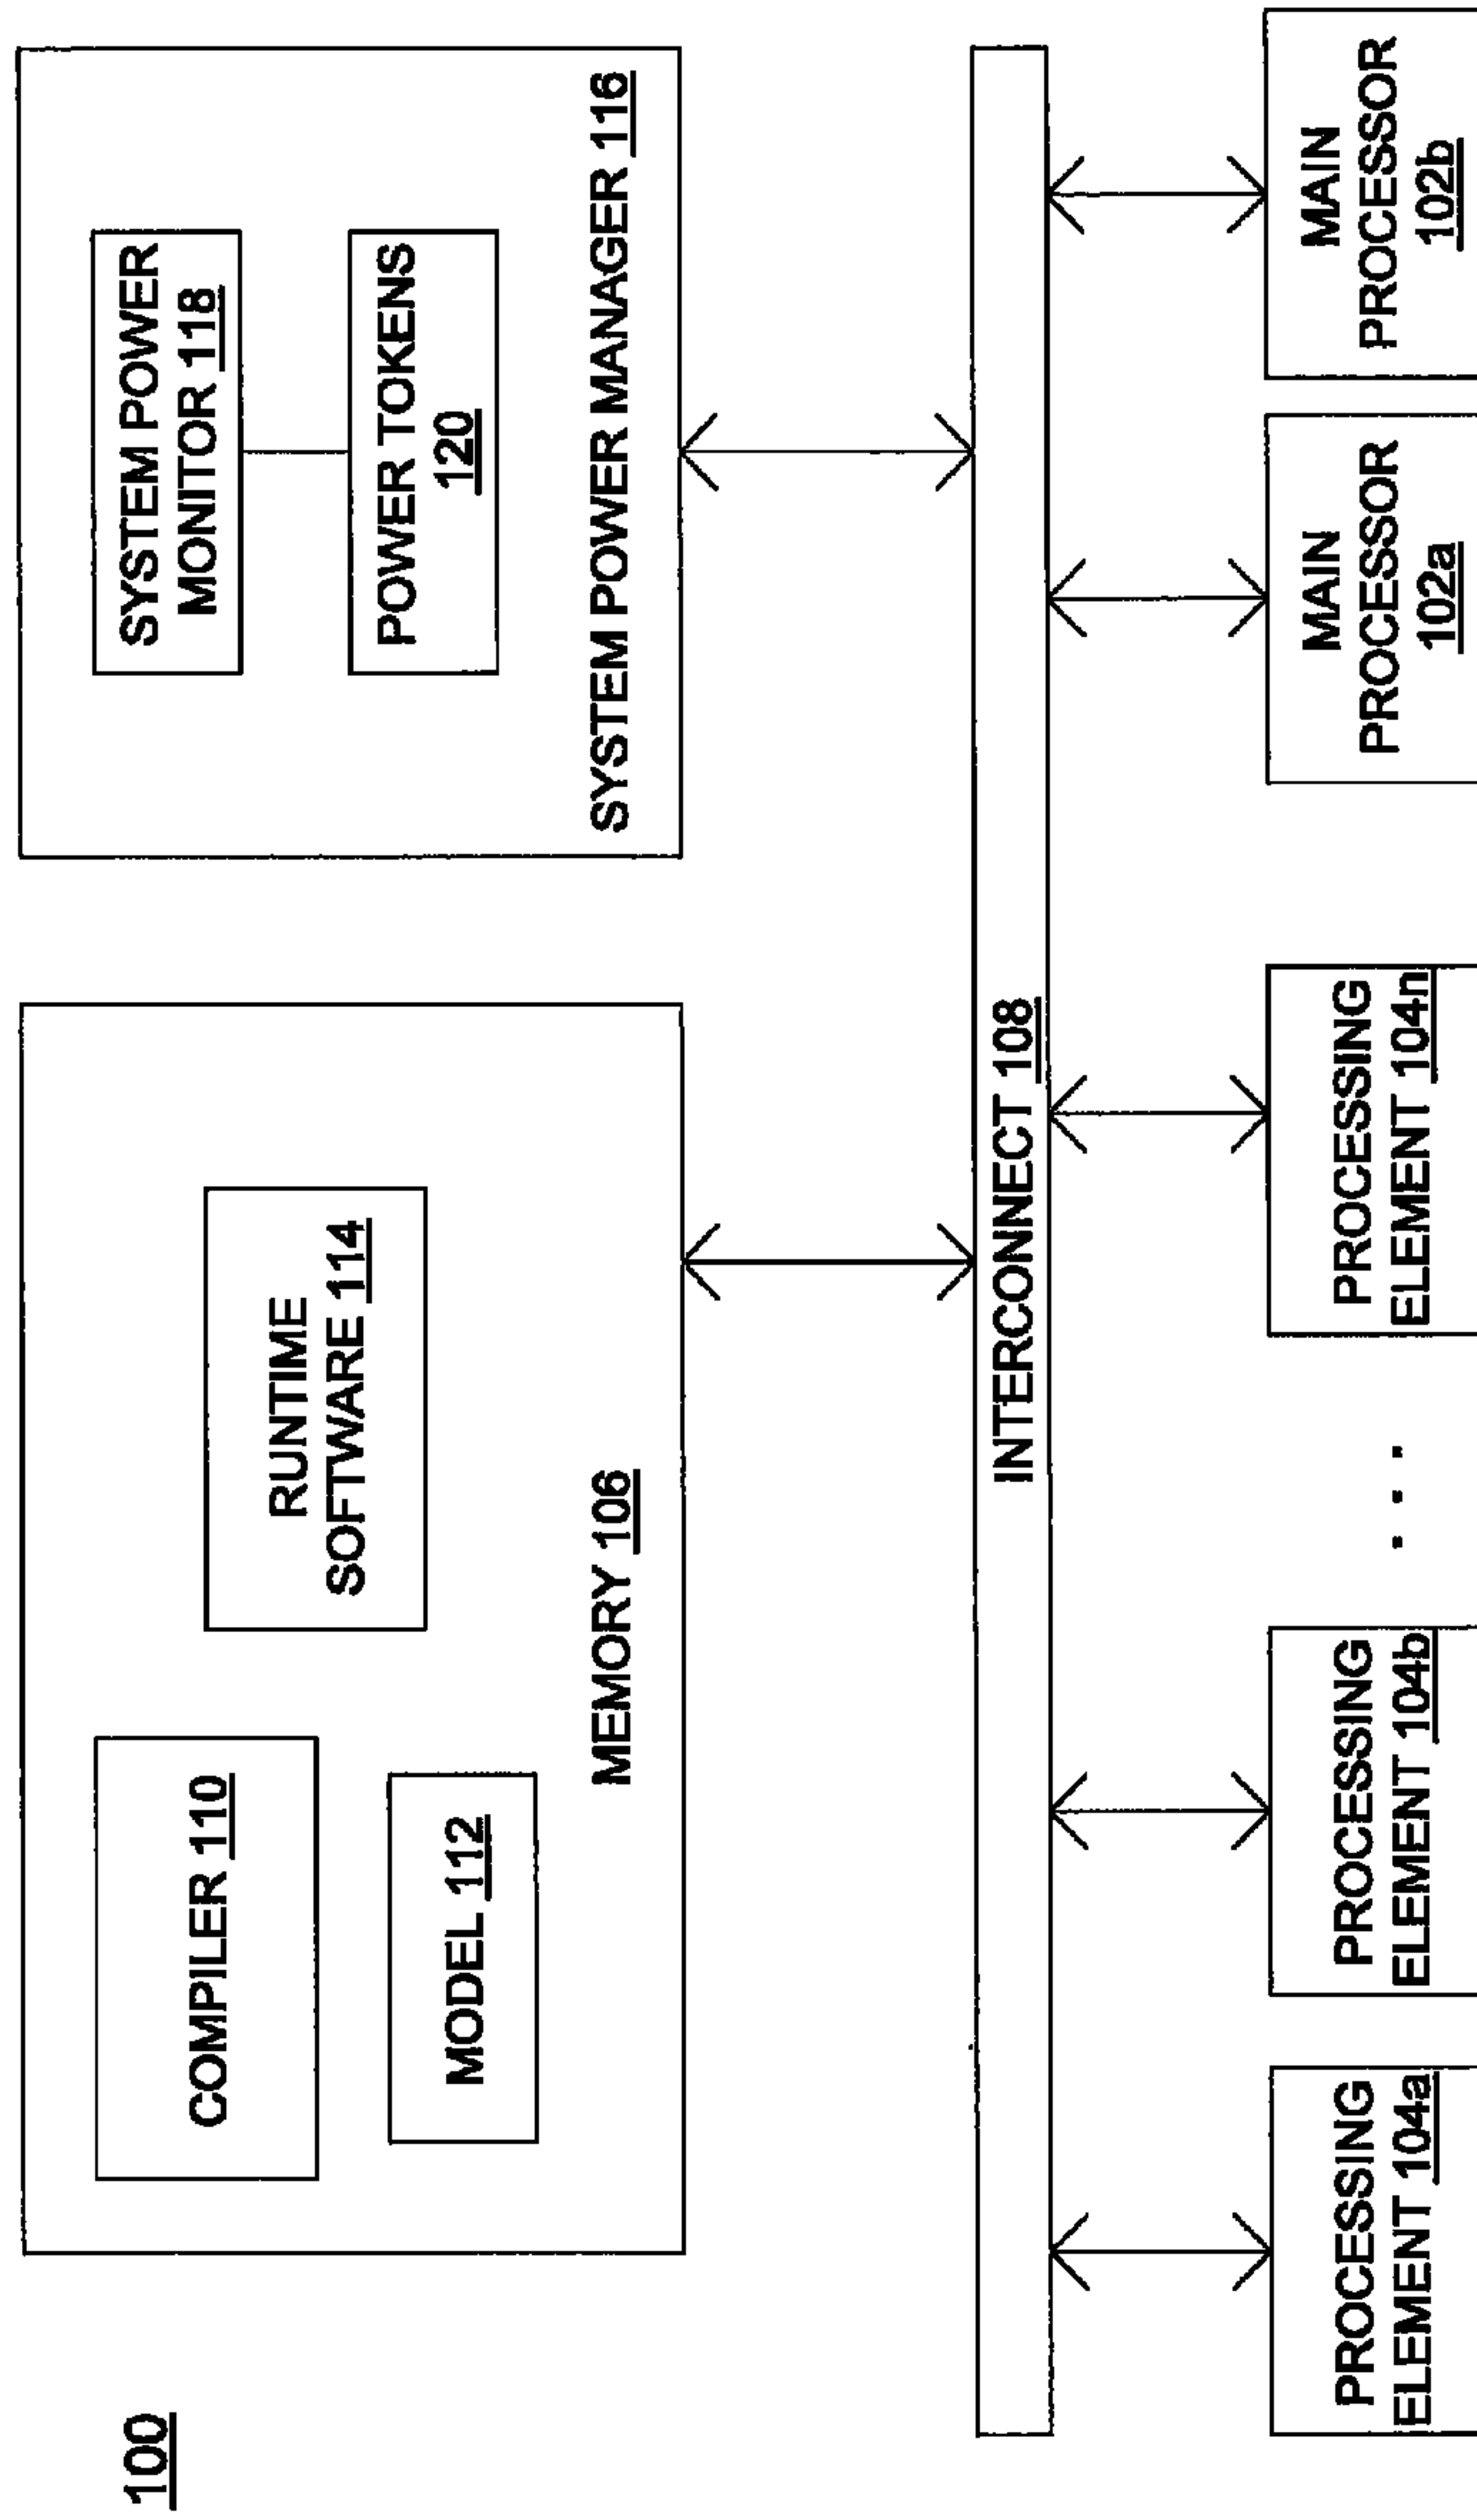 100
COMPILER 110
MODEL 112
RUNTIME
SOFTWARE 114
MEMORY 106
SYSTEM POWER
MONITOR 118
POWER TOKENS
120
SYSTEM POWER MANAGER 116
INTERCONNECT 108
PROCESSING
ELEMENT 104a
PROCESSING
ELEMENT 104b
. . .
PROCESSING
ELEMENT 104n
MAIN
PROCESSOR
102a
MAIN
PROCESSOR
102b